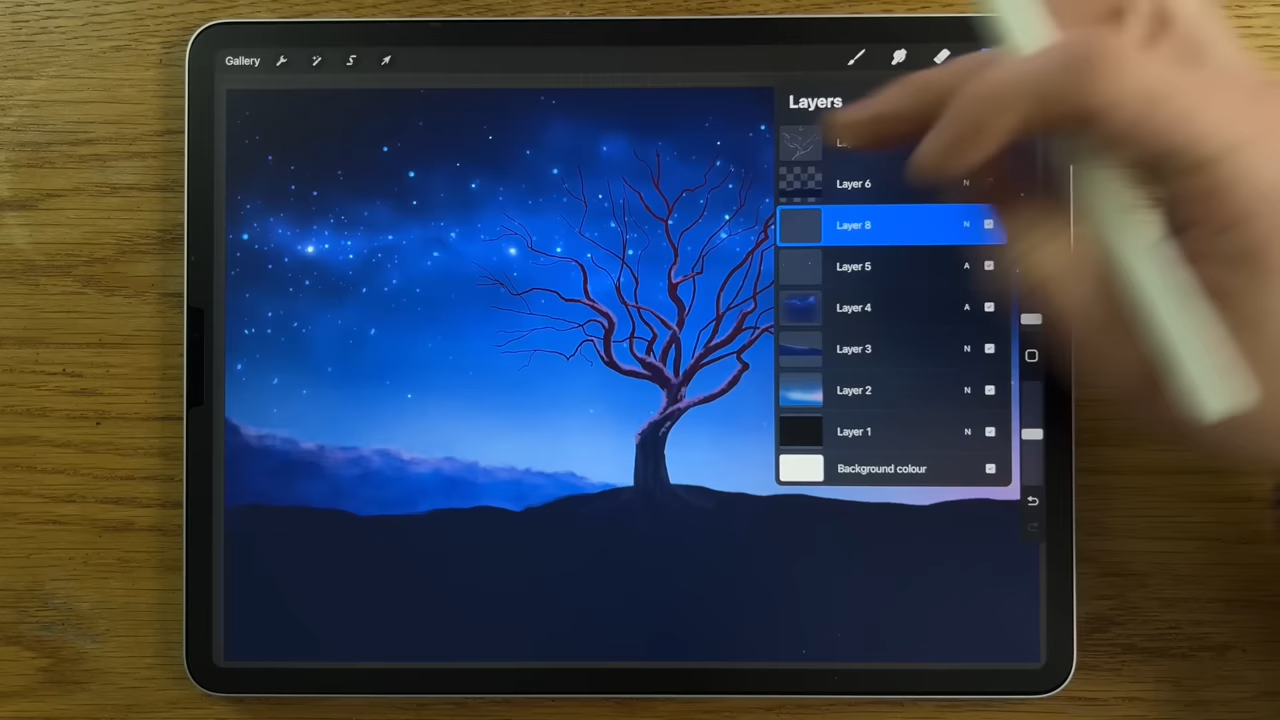 Gallery
Layers
Layer 6 N
Layer 8 N
Layer 5 A
Layer 4 A
Layer 3 N
Layer 2 N
Layer 1 N
Background colour